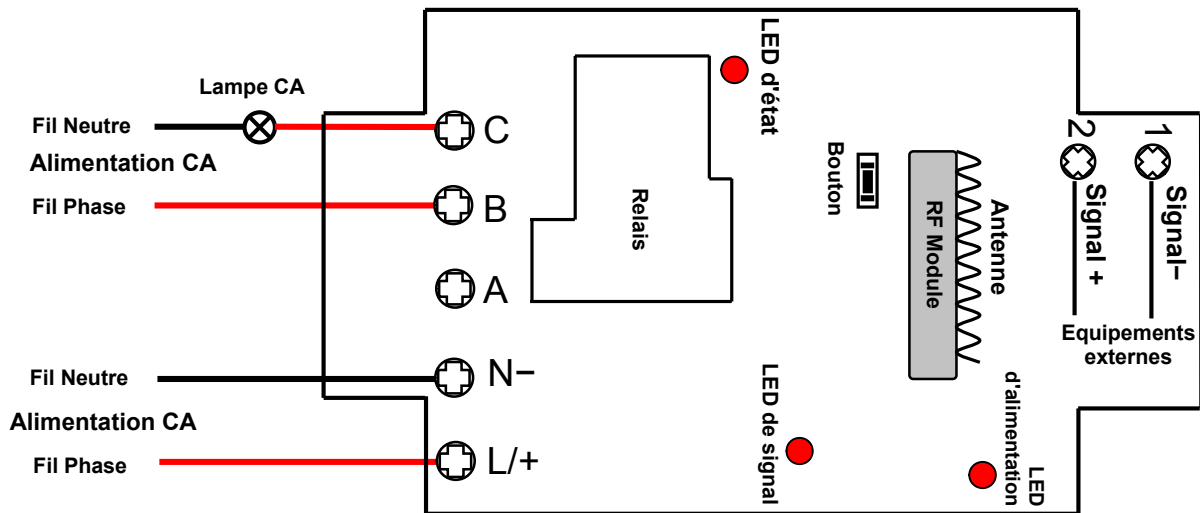 Lampe CA
Fil Neutre
Alimentation CA
Fil Phase
Fil Neutre
Alimentation CA
Fil Phase
C
B
A
N−
L/+
Relais
LED d'état
Bouton
RF Module
Antenne
LED de signal
LED
d'alimentation
2
1
Signal +
Signal−
Equipements
externes